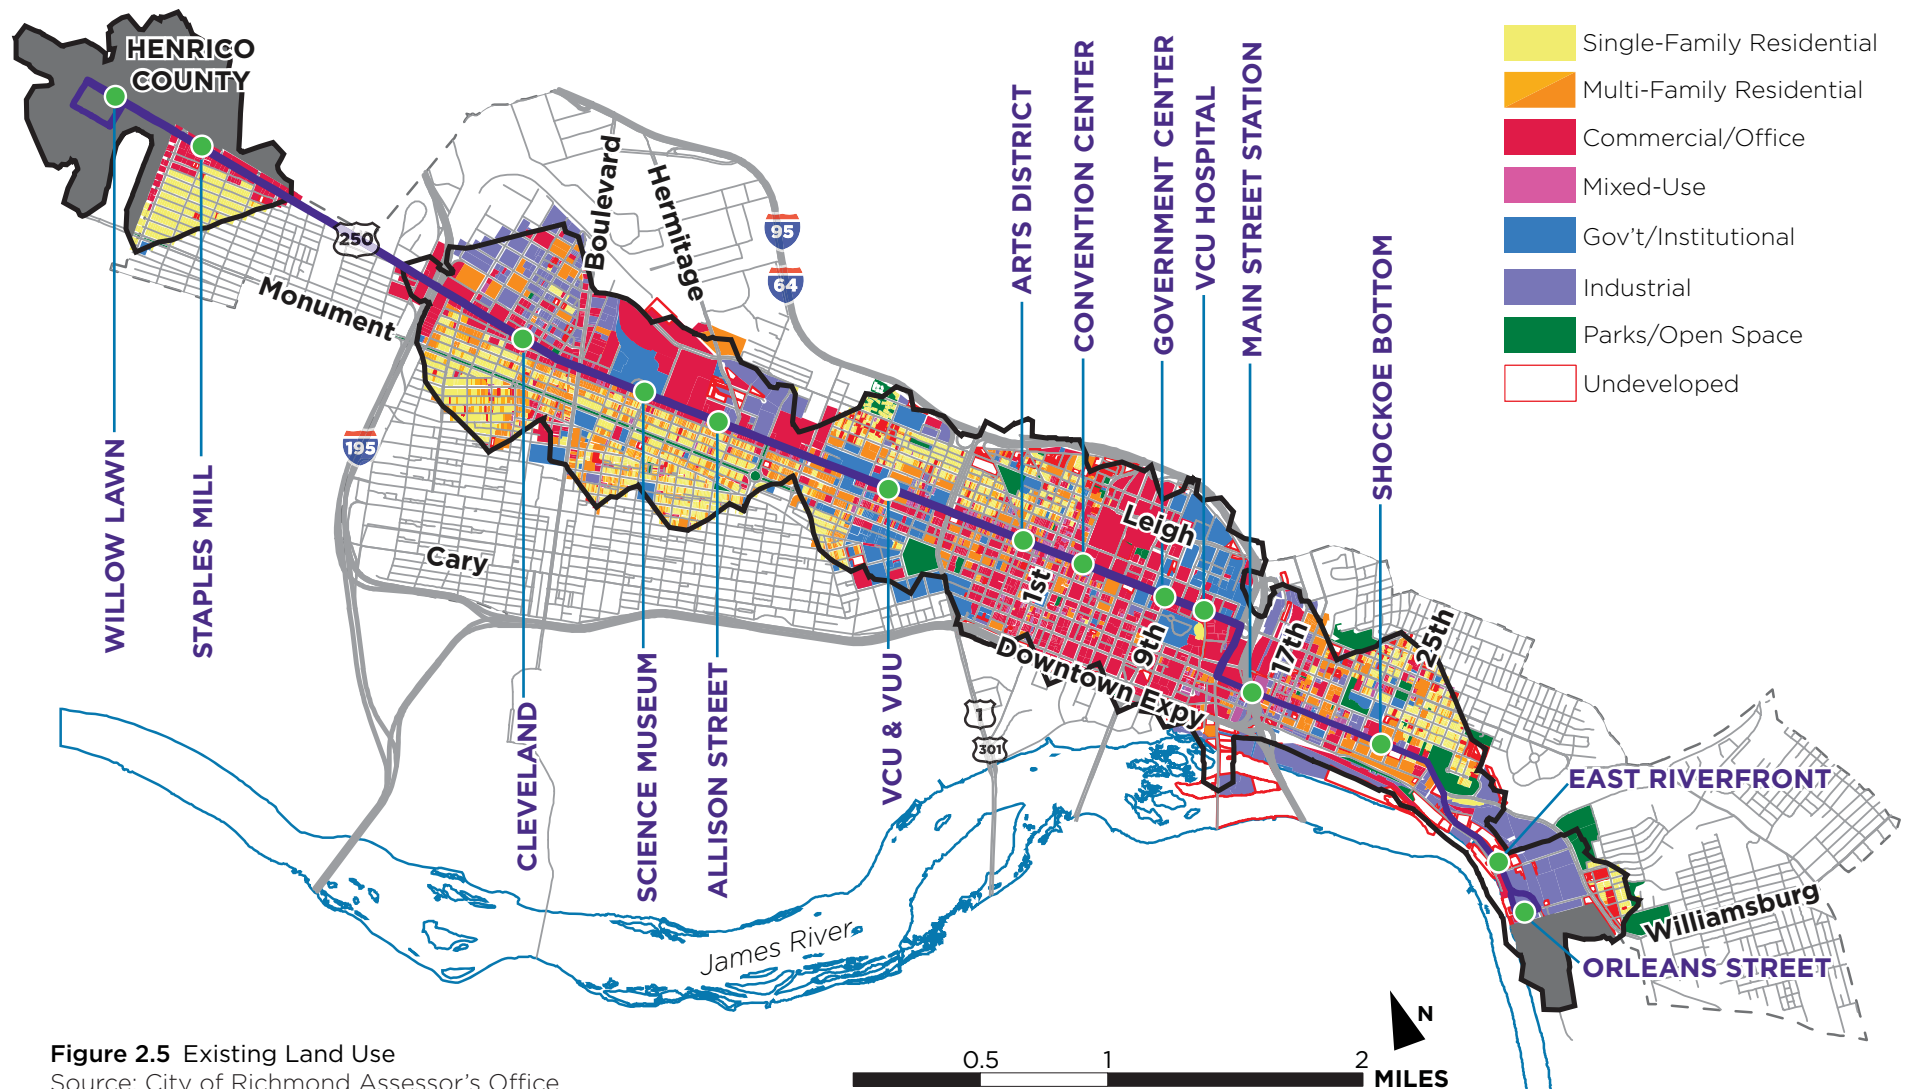 HENRICO
COUNTY
WILLOW LAWN
STAPLES MILL
250
Monument
195
Cary
CLEVELAND
SCIENCE MUSEUM
ALLISON STREET
VCU & VUU
Boulevard
Hermitage
95
64
ARTS DISTRICT
CONVENTION CENTER
GOVERNMENT CENTER
VCU HOSPITAL
MAIN STREET STATION
SHOCKOE BOTTOM
Leigh
1st
9th
17th
25th
Downtown Expy
1
301
EAST RIVERFRONT
Williamsburg
ORLEANS STREET
James River
Single-Family Residential
Multi-Family Residential
Commercial/Office
Mixed-Use
Gov't/Institutional
Industrial
Parks/Open Space
Undeveloped
N
0.5 1 2
MILES
Figure 2.5 Existing Land Use
Source: City of Richmond Assessor's Office